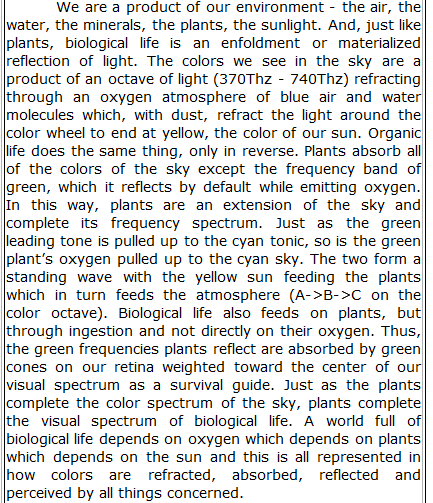 We are a product of our environment - the air, the
water, the minerals, the plants, the sunlight. And, just like
plants, biological life is an enfoldment or materialized
reflection of light. The colors we see in the sky are a
product of an octave of light (370Thz - 740Thz) refracting
through an oxygen atmosphere of blue air and water
molecules which, with dust, refract the light around the
color wheel to end at yellow, the color of our sun. Organic
life does the same thing, only in reverse. Plants absorb all
of the colors of the sky except the frequency band of
green, which it reflects by default while emitting oxygen.
In this way, plants are an extension of the sky and
complete its frequency spectrum. Just as the green
leading tone is pulled up to the cyan tonic, so is the green
plant's oxygen pulled up to the cyan sky. The two form a
standing wave with the yellow sun feeding the plants
which in turn feeds the atmosphere (A->B->C on the
color octave). Biological life also feeds on plants, but
through ingestion and not directly on their oxygen. Thus,
the green frequencies plants reflect are absorbed by green
cones on our retina weighted toward the center of our
visual spectrum as a survival guide. Just as the plants
complete the color spectrum of the sky, plants complete
the visual spectrum of biological life. A world full of
biological life depends on oxygen which depends on plants
which depends on the sun and this is all represented in
how colors are refracted, absorbed, reflected and
perceived by all things concerned.